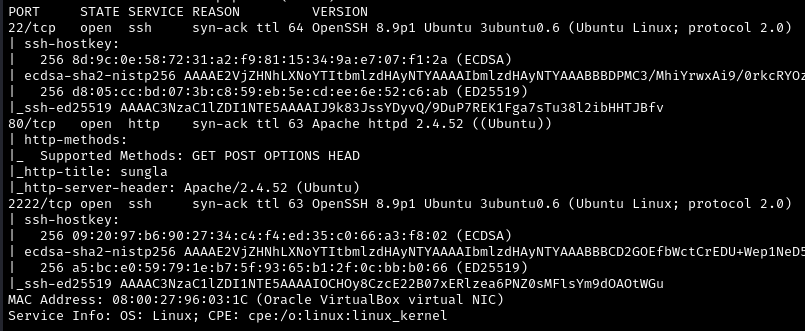 PORT     STATE SERVICE REASON         VERSION
22/tcp   open  ssh     syn-ack ttl 64 OpenSSH 8.9p1 Ubuntu 3ubuntu0.6 (Ubuntu Linux; protocol 2.0)
| ssh-hostkey:
|   256 8d:9c:0e:58:72:31:a2:f9:81:15:34:9a:e7:07:f1:2a (ECDSA)
| ecdsa-sha2-nistp256 AAAAE2VjZHNhLXNoYTItbmlzdHAyNTYAAAAIbmlzdHAyNTYAAABBBDPMC3/MhiYrwxAi9/0rkcRYOz
|   256 d8:05:cc:bd:07:3b:c8:59:eb:5e:cd:ee:6e:52:c6:ab (ED25519)
|_ssh-ed25519 AAAAC3NzaC1lZDI1NTE5AAAAIJ9k83JssYDyvQ/9DuP7REK1Fga7sTu38l2ibHHTJBfv
80/tcp   open  http    syn-ack ttl 63 Apache httpd 2.4.52 ((Ubuntu))
| http-methods:
|_  Supported Methods: GET POST OPTIONS HEAD
|_http-title: sungla
|_http-server-header: Apache/2.4.52 (Ubuntu)
2222/tcp open  ssh     syn-ack ttl 63 OpenSSH 8.9p1 Ubuntu 3ubuntu0.6 (Ubuntu Linux; protocol 2.0)
| ssh-hostkey:
|   256 09:20:97:b6:90:27:34:c4:f4:ed:35:c0:66:a3:f8:02 (ECDSA)
| ecdsa-sha2-nistp256 AAAAE2VjZHNhLXNoYTItbmlzdHAyNTYAAAAIbmlzdHAyNTYAAABBBCD2GOEfbWctCrEDU+Wep1NeD5
|   256 a5:bc:e0:59:79:1e:b7:5f:93:65:b1:2f:0c:bb:b0:66 (ED25519)
|_ssh-ed25519 AAAAC3NzaC1lZDI1NTE5AAAAIOCHOy8CzcE22B07xERlzea6PNZ0sMFlsYm9dOAOtWGu
MAC Address: 08:00:27:96:03:1C (Oracle VirtualBox virtual NIC)
Service Info: OS: Linux; CPE: cpe:/o:linux:linux_kernel